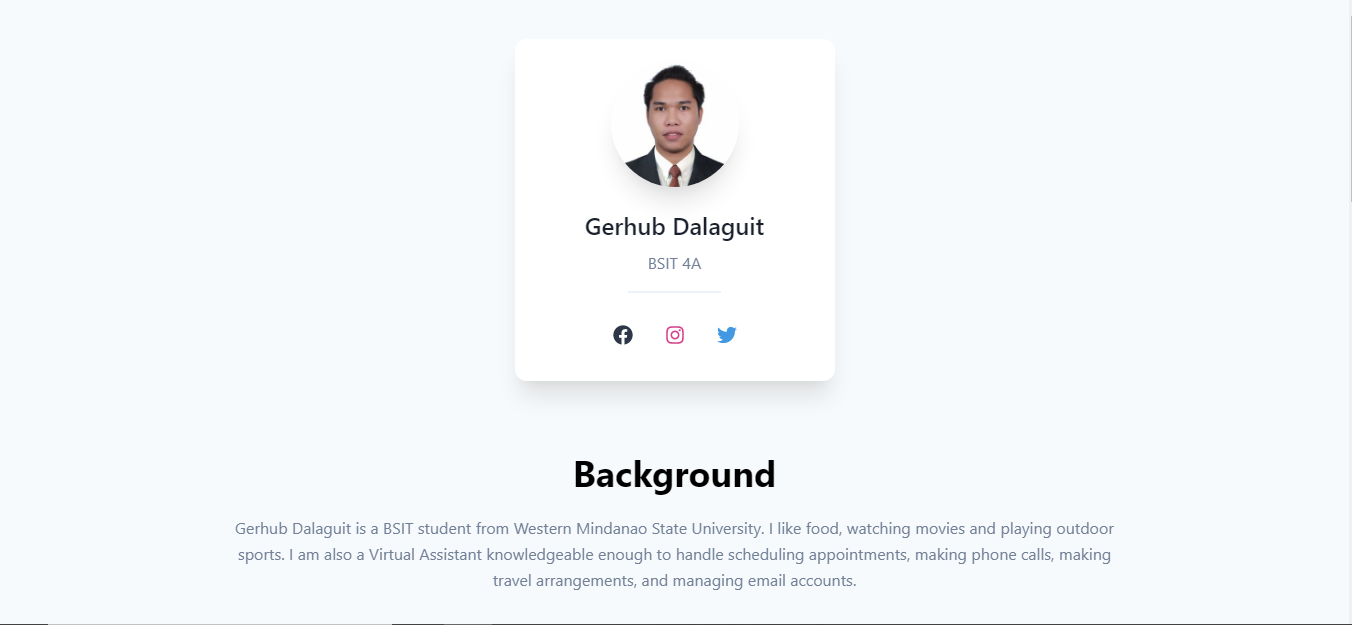 Gerhub Dalaguit
BSIT 4A
Background
Gerhub Dalaguit is a BSIT student from Western Mindanao State University. I like food, watching movies and playing outdoor
sports. I am also a Virtual Assistant knowledgeable enough to handle scheduling appointments, making phone calls, making
travel arrangements, and managing email accounts.